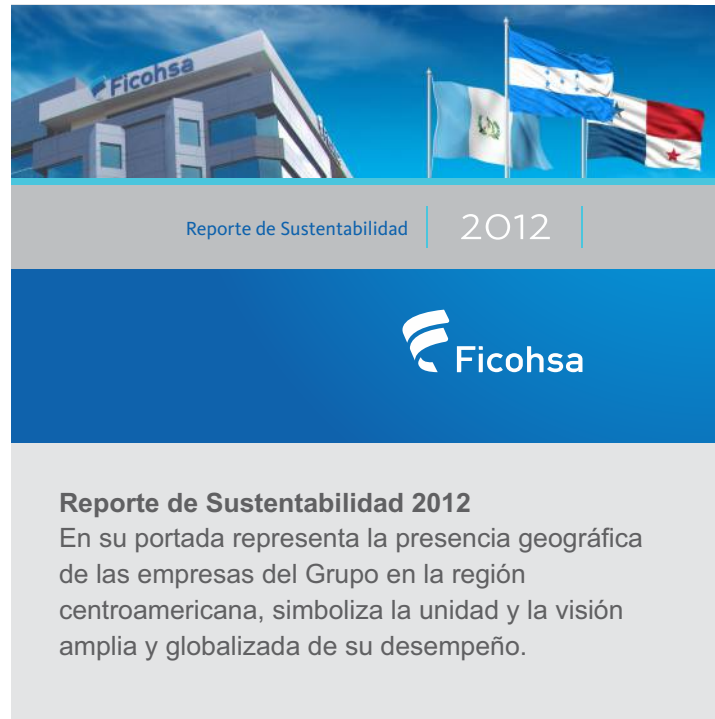 Ficohsa
Reporte de Sustentabilidad
2012
Ficohsa
Reporte de Sustentabilidad 2012
En su portada representa la presencia geográfica
de las empresas del Grupo en la región
centroamericana, simboliza la unidad y la visión
amplia y globalizada de su desempeño.